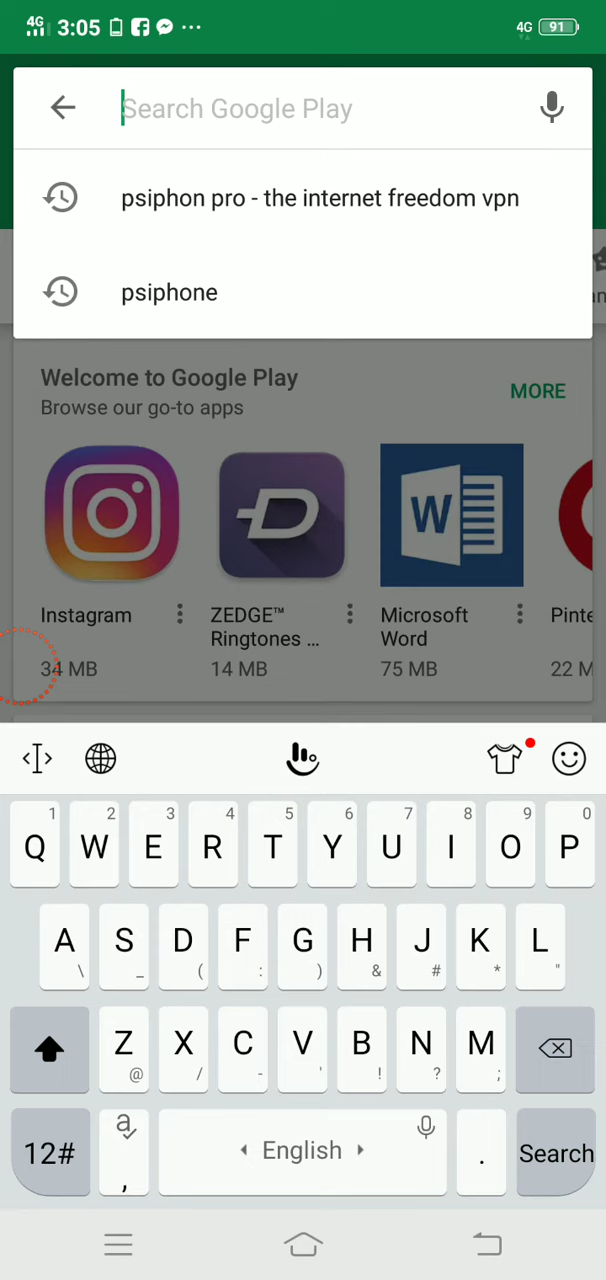 4G 3:05 ... 4G 91
Search Google Play
psiphon pro - the internet freedom vpn
psiphone
Welcome to Google Play
Browse our go-to apps
MORE
Instagram
34 MB
ZEDGE™
Ringtones ...
14 MB
Microsoft
Word
75 MB
Pinte
22 M
1 2 3 4 5 6 7 8 9 0
Q W E R T Y U I O P
A S D F G H J K L
\ _ ( : ) & # * "
Z X C V B N M
@ / - ' ! ? ;
12# a , English . Search